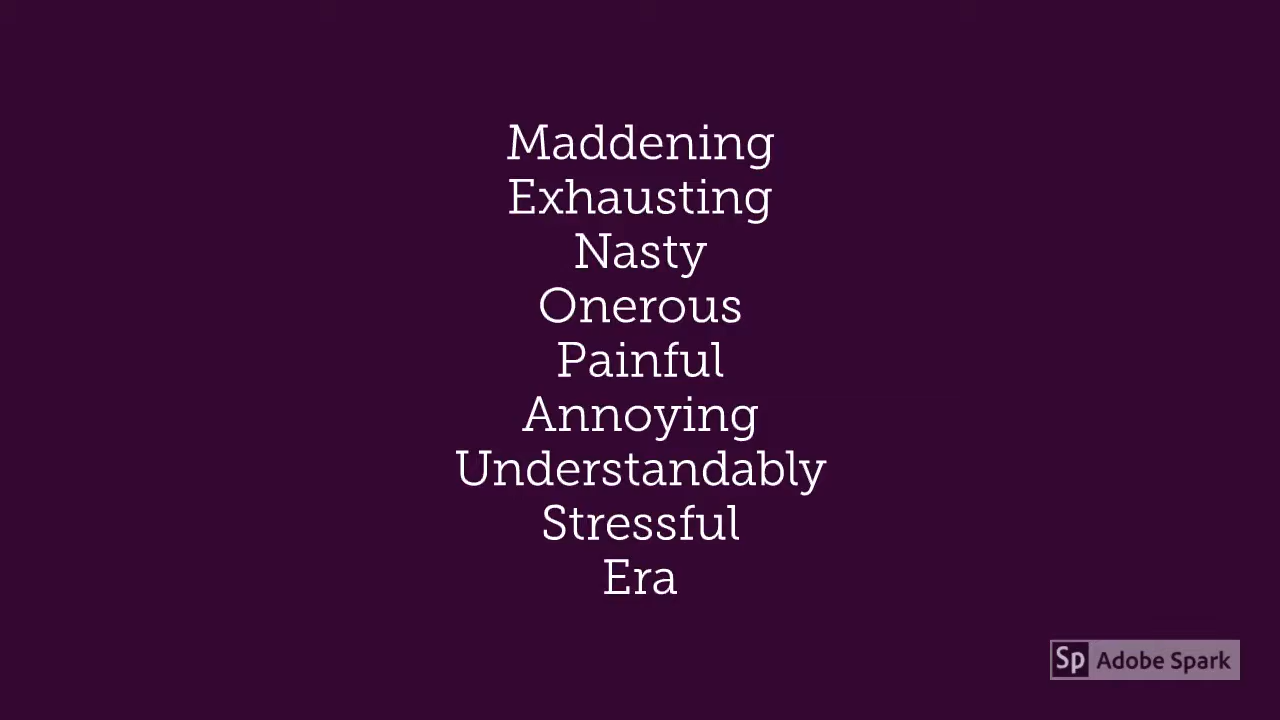 Maddening
Exhausting
Nasty
Onerous
Painful
Annoying
Understandably
Stressful
Era
Sp Adobe Spark